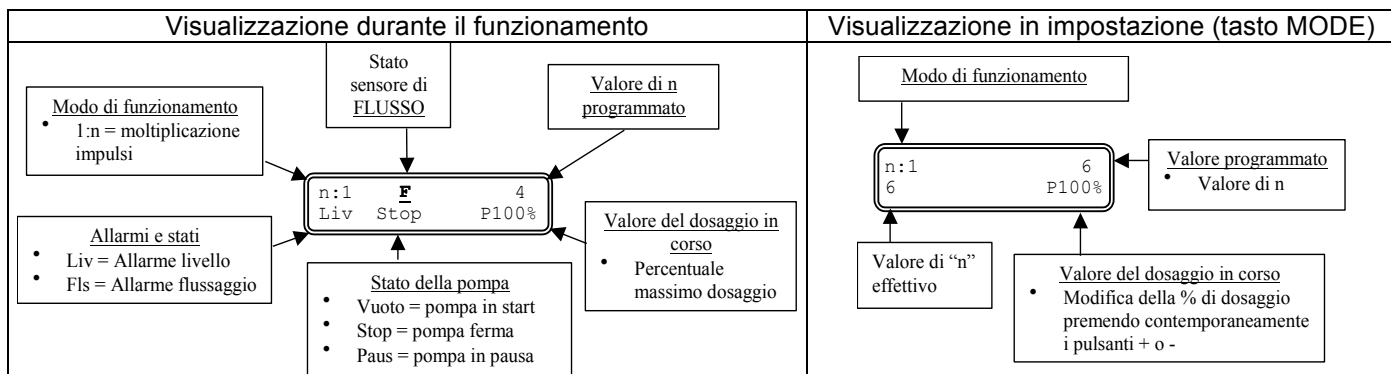 Visualizzazione durante il funzionamento
Visualizzazione in impostazione (tasto MODE)
Stato
sensore di
FLUSSO
Modo di funzionamento
• 1:n = moltiplicazione
impulsi
Valore di n
programmato
n:1 F 4
Liv Stop P100%
Allarmi e stati
• Liv = Allarme livello
• Fls = Allarme flussaggio
Stato della pompa
• Vuoto = pompa in start
• Stop = pompa ferma
• Paus = pompa in pausa
Valore del dosaggio in
corso
• Percentuale
massimo dosaggio
Modo di funzionamento
n:1 6
6 P100%
Valore programmato
• Valore di n
Valore di “n”
effettivo
Valore del dosaggio in corso
• Modifica della % di dosaggio
premendo contemporaneamente
i pulsanti + o -